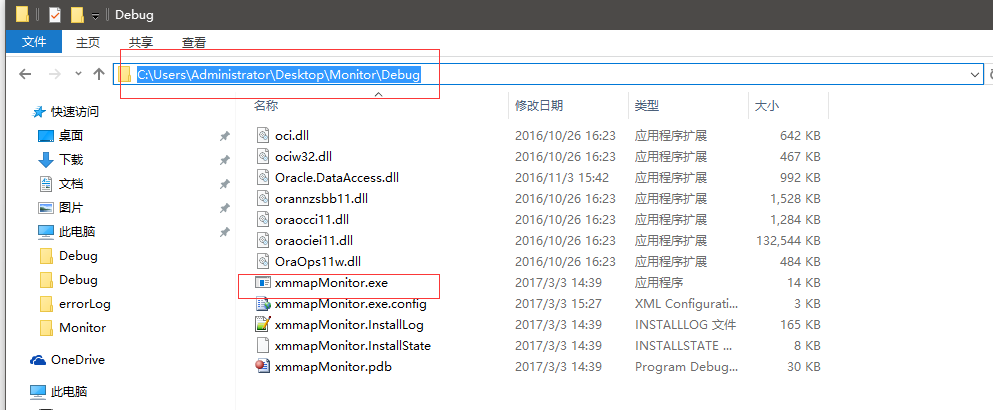 Debug
文件 主页 共享 查看
C:\Users\Administrator\Desktop\Monitor\Debug
名称 修改日期 类型 大小
快速访问
桌面
下载
文档
图片
此电脑
Debug
Debug
errorLog
Monitor
OneDrive
此电脑
oci.dll 2016/10/26 16:23 应用程序扩展 642 KB
ociw32.dll 2016/10/26 16:23 应用程序扩展 467 KB
Oracle.DataAccess.dll 2016/11/3 15:42 应用程序扩展 992 KB
orannzsbb11.dll 2016/10/26 16:23 应用程序扩展 1,528 KB
oraocci11.dll 2016/10/26 16:23 应用程序扩展 1,284 KB
oraociei11.dll 2016/10/26 16:23 应用程序扩展 132,544 KB
OraOps11w.dll 2016/10/26 16:23 应用程序扩展 484 KB
xmmapMonitor.exe 2017/3/3 14:39 应用程序 14 KB
xmmapMonitor.exe.config 2017/3/3 15:27 XML Configurati... 3 KB
xmmapMonitor.InstallLog 2017/3/3 14:39 INSTALLLOG 文件 165 KB
xmmapMonitor.InstallState 2017/3/3 14:39 INSTALLSTATE ... 8 KB
xmmapMonitor.pdb 2017/3/3 14:39 Program Debug... 30 KB